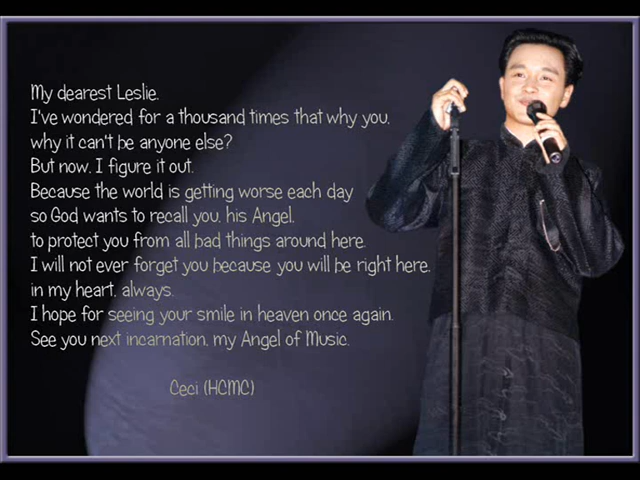 My dearest Leslie,
I've wondered for a thousand times that why you,
why it can't be anyone else?
But now, I figure it out.
Because the world is getting worse each day
so God wants to recall you, his Angel,
to protect you from all bad things around here.
I will not ever forget you because you will be right here,
in my heart, always.
I hope for seeing your smile in heaven once again.
See you next incarnation, my Angel of Music.
Ceci (HCMC)